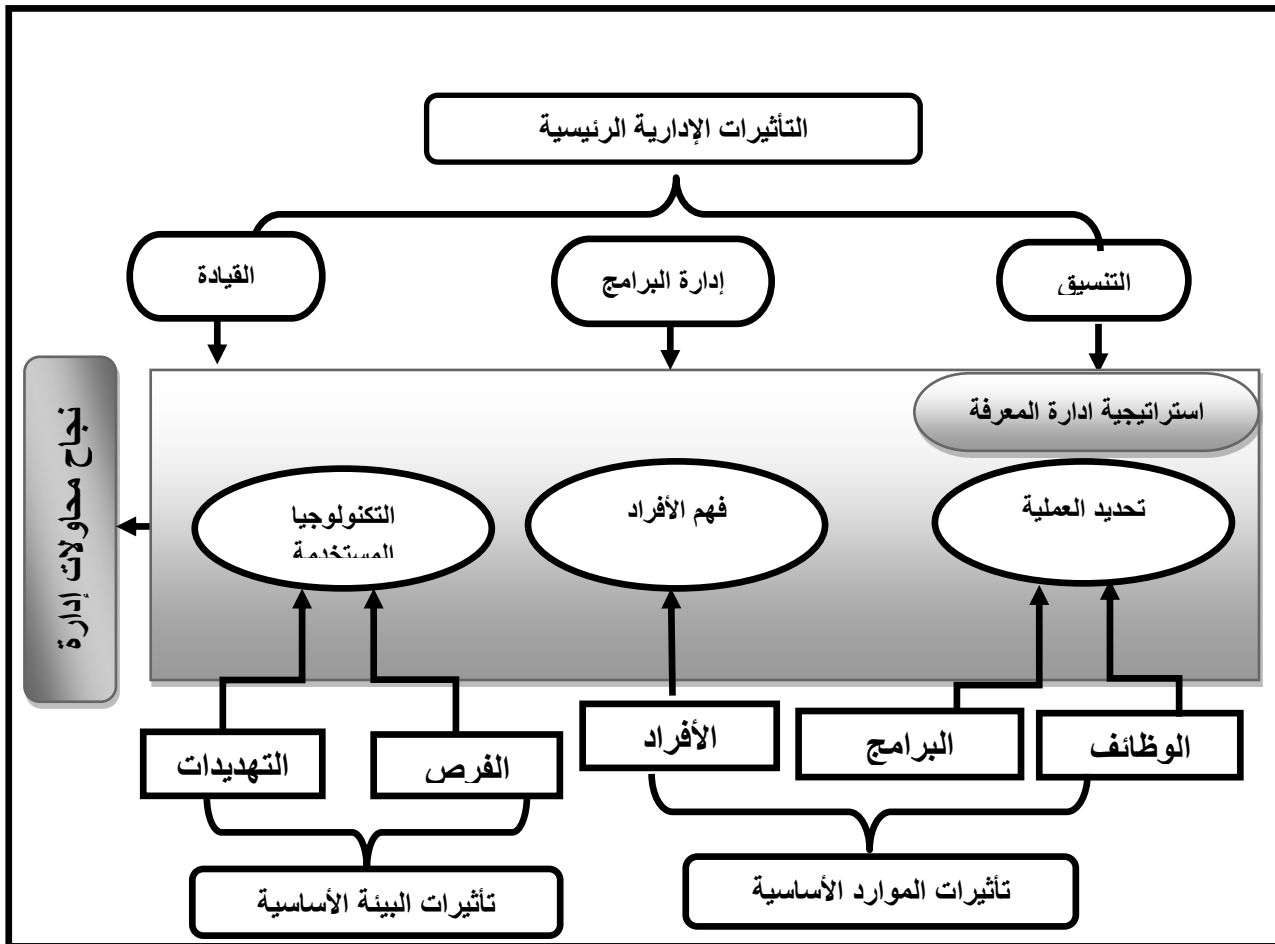 التأثيرات الإدارية الرئيسية
التنسيق
إدارة البرامج
القيادة
استراتيجية ادارة المعرفة
تحديد العملية
فهم الأفراد
التكنولوجيا
المستخدمة
نجاح محاولات إدارة
الوظائف
البرامج
الأفراد
الفرص
التهديدات
تأثيرات الموارد الأساسية
تأثيرات البيئة الأساسية